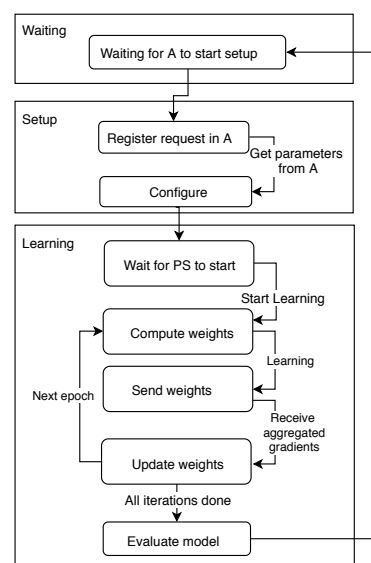 Waiting
Waiting for A to start setup
Setup
Register request in A
Get parameters
from A
Configure
Learning
Wait for PS to start
Start Learning
Compute weights
Learning
Send weights
Next epoch
Receive
aggregated
gradients
Update weights
All iterations done
Evaluate model